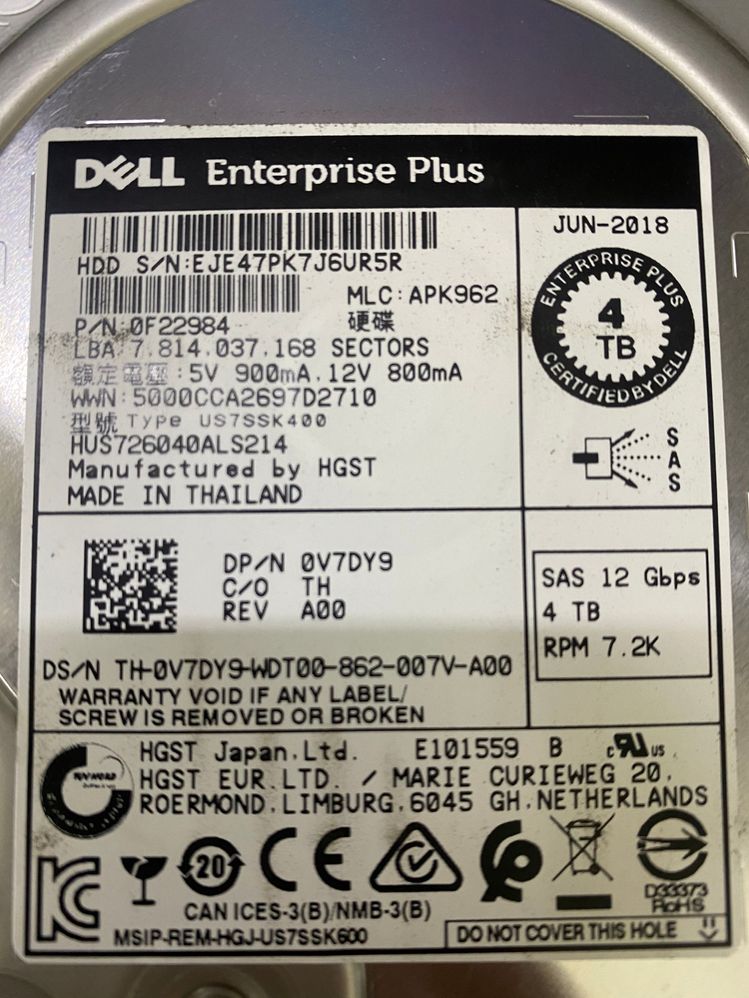 DELL Enterprise Plus
HDD S/N:EJE47PK7J6UR5R
MLC:APK962
P/N:0F22984
硬碟
LBA 7,814,037,168 SECTORS
額定電壓:5V 900mA,12V 800mA
WWN:5000CCA2697D2710
型號 Type US7SSK400
HUS726040ALS214
Manufactured by HGST
MADE IN THAILAND
JUN-2018
ENTERPRISE PLUS
4
TB
CERTIFIED BY DELL
SAS
DP/N 0V7DY9
C/O TH
REV A00
SAS 12 Gbps
4 TB
RPM 7.2K
DS/N TH-0V7DY9-WDT00-862-007V-A00
WARRANTY VOID IF ANY LABEL/
SCREW IS REMOVED OR BROKEN
HGST Japan,Ltd. E101559 B c UR US
HGST EUR.LTD. / MARIE CURIEWEG 20,
ROERMOND,LIMBURG,6045 GH,NETHERLANDS
20
CE
D33373
RoHS
CAN ICES-3(B)/NMB-3(B)
MSIP-REM-HGJ-US7SSK600
DO NOT COVER THIS HOLE